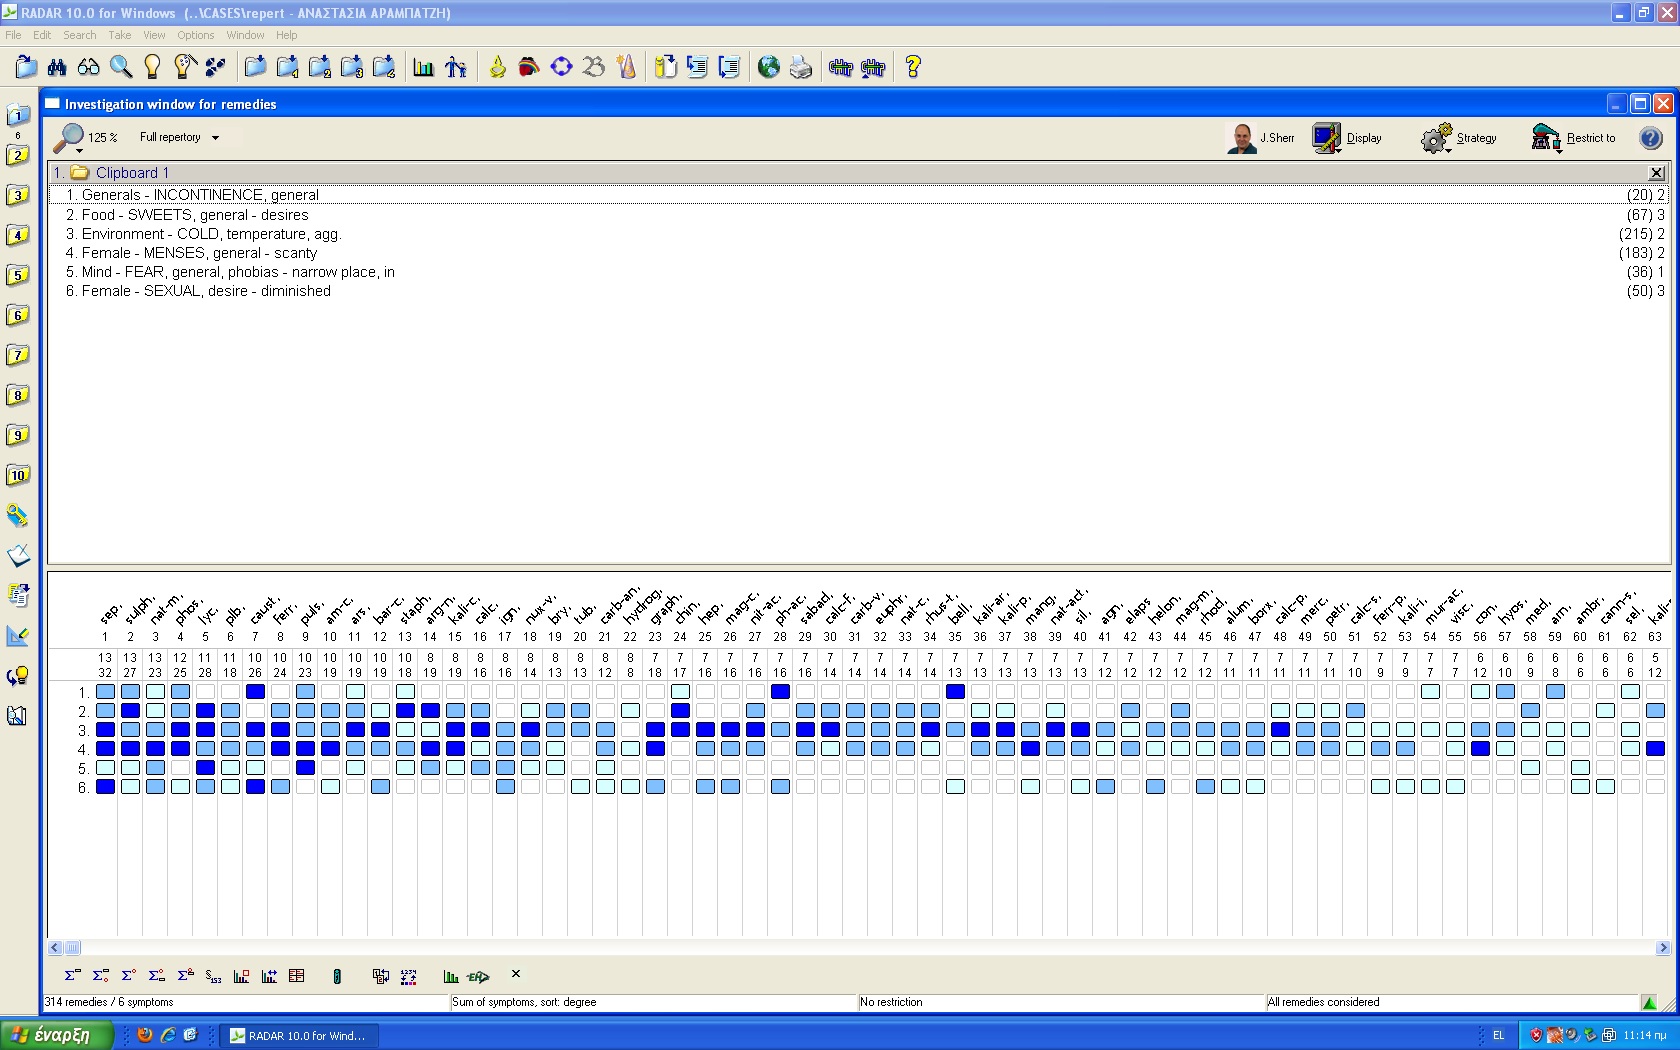 RADAR 10.0 for Windows (..\CASES\repert - ΑΝΑΣΤΑΣΙΑ ΑΡΑΜΠΑΤΖΗ)
File Edit Search Take View Options Window Help
Investigation window for remedies
125 % Full repertory J.Sherr Display Strategy Restrict to
1. Clipboard 1
1. Generals - INCONTINENCE, general (20) 2
2. Food - SWEETS, general - desires (67) 3
3. Environment - COLD, temperature, agg. (215) 2
4. Female - MENSES, general - scanty (183) 2
5. Mind - FEAR, general, phobias - narrow place, in (36) 1
6. Female - SEXUAL, desire - diminished (50) 3
sep. sulph. nat-m. phos. lyc. plb. caust. ferr. puls. am-c. ars. bar-c. staph. arg-n. kali-c. calc. ign. nux-v. bry. tub. carb-an. hydrog. graph. chin. hep. mag-c. nit-ac. ph-ac. sabad. calc-f. carb-v. euphr. nat-c. rhus-t. bell. kali-ar. kali-p. mang. nat-act. sil. agn. elaps helon. mag-m. rhod. alum. borx. calc-p. merc. petr. calc-s. ferr-p. kali-i. mur-ac. visc. con. hyos. med. arn. ambr. cann-s. sel. kali-
1 2 3 4 5 6 7 8 9 10 11 12 13 14 15 16 17 18 19 20 21 22 23 24 25 26 27 28 29 30 31 32 33 34 35 36 37 38 39 40 41 42 43 44 45 46 47 48 49 50 51 52 53 54 55 56 57 58 59 60 61 62 63
13 13 13 12 11 11 10 10 10 10 10 10 10 8 8 8 8 8 8 8 8 8 7 7 7 7 7 7 7 7 7 7 7 7 7 7 7 7 7 7 7 7 7 7 7 7 7 7 7 7 7 7 7 7 7 6 6 6 6 6 6 6 5
32 27 23 25 28 18 26 24 23 19 19 19 18 19 19 16 16 14 13 13 12 8 18 17 16 16 16 16 16 14 14 14 14 14 13 13 13 13 13 13 12 12 12 12 12 11 11 11 11 11 10 9 9 7 7 12 10 9 8 6 6 6 12
1.
2.
3.
4.
5.
6.
314 remedies / 6 symptoms Sum of symptoms, sort: degree No restriction All remedies considered
έναρξη RADAR 10.0 for Wind... EL 11:14 πμ